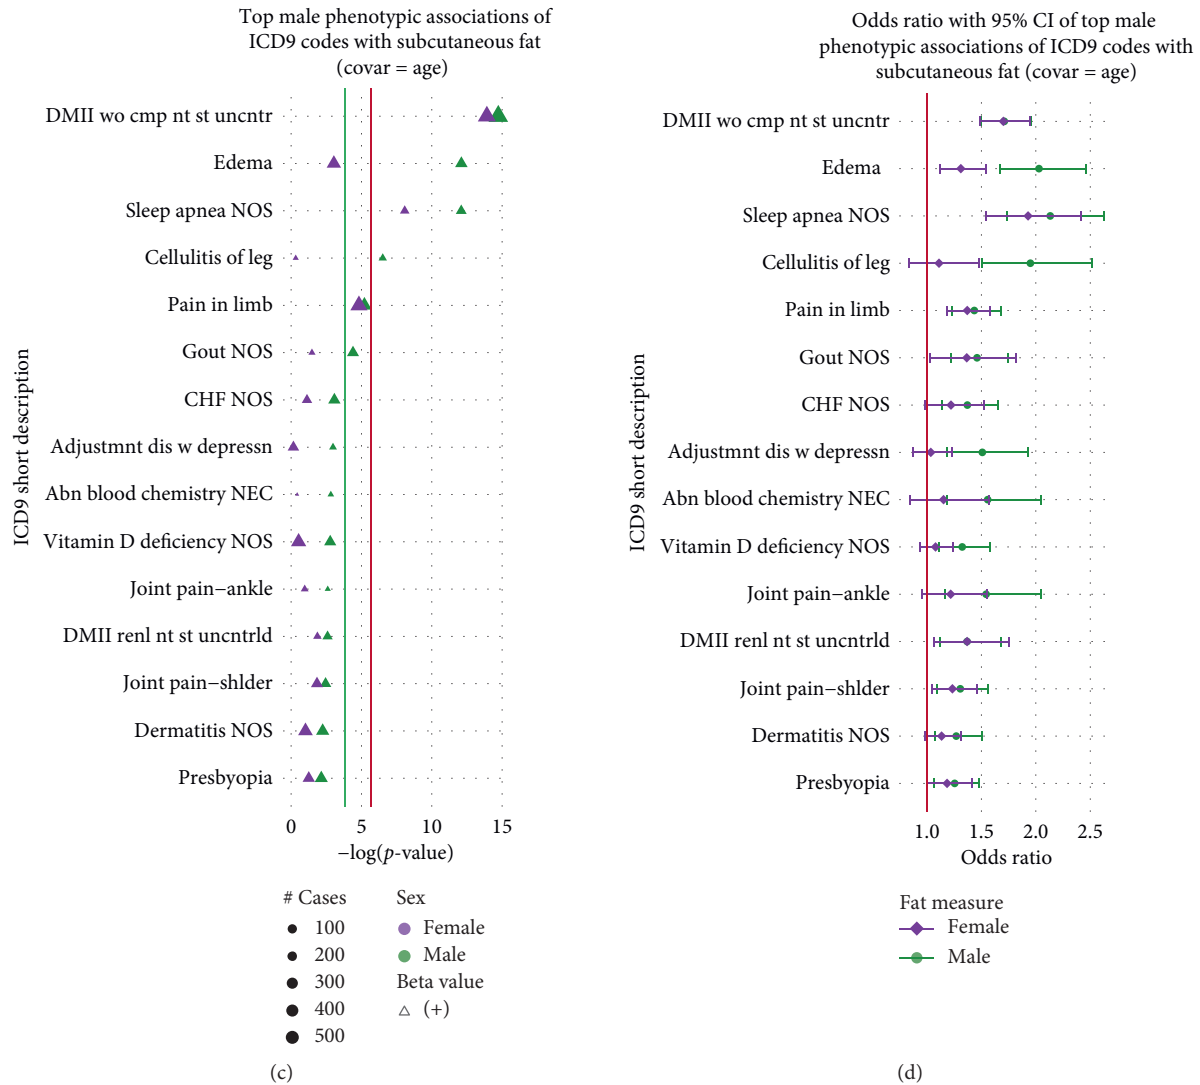 Top male phenotypic associations of
ICD9 codes with subcutaneous fat
(covar = age)
ICD9 short description
DMII wo cmp nt st uncntr
Edema
Sleep apnea NOS
Cellulitis of leg
Pain in limb
Gout NOS
CHF NOS
Adjustmnt dis w depressn
Abn blood chemistry NEC
Vitamin D deficiency NOS
Joint pain−ankle
DMII renl nt st uncntrld
Joint pain−shlder
Dermatitis NOS
Presbyopia
0 5 10 15
−log(p-value)
# Cases
100
200
300
400
500
Sex
Female
Male
Beta value
(+)
(c)
Odds ratio with 95% CI of top male
phenotypic associations of ICD9 codes with
subcutaneous fat (covar = age)
ICD9 short description
DMII wo cmp nt st uncntr
Edema
Sleep apnea NOS
Cellulitis of leg
Pain in limb
Gout NOS
CHF NOS
Adjustmnt dis w depressn
Abn blood chemistry NEC
Vitamin D deficiency NOS
Joint pain−ankle
DMII renl nt st uncntrld
Joint pain−shlder
Dermatitis NOS
Presbyopia
1.0 1.5 2.0 2.5
Odds ratio
Fat measure
Female
Male
(d)